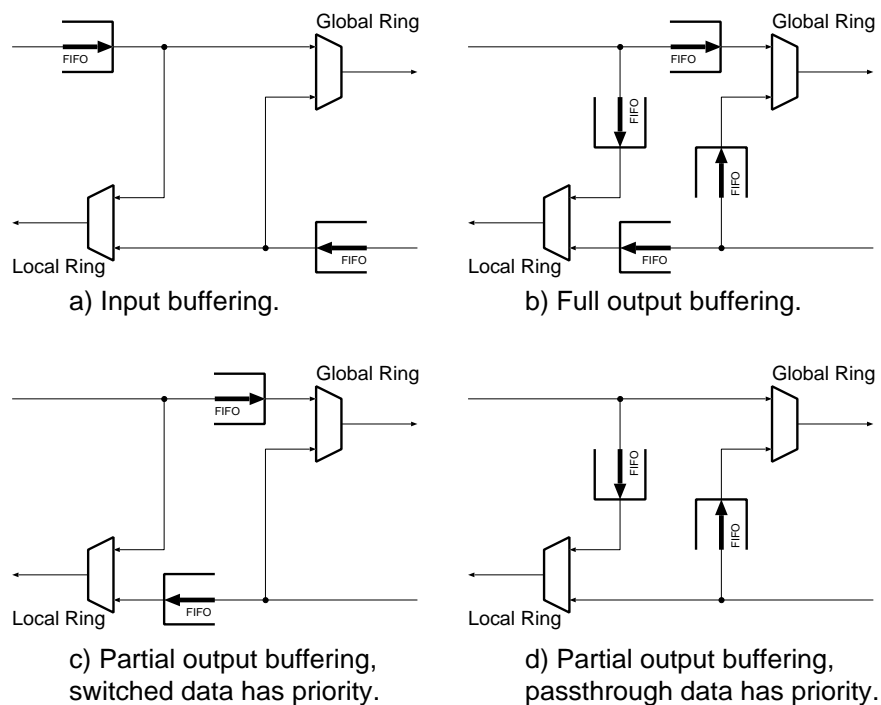 Global Ring
FIFO
FIFO
Local Ring
a) Input buffering.
Global Ring
FIFO
FIFO
FIFO
FIFO
Local Ring
b) Full output buffering.
Global Ring
FIFO
FIFO
Local Ring
c) Partial output buffering,
switched data has priority.
Global Ring
FIFO
FIFO
Local Ring
d) Partial output buffering,
passthrough data has priority.